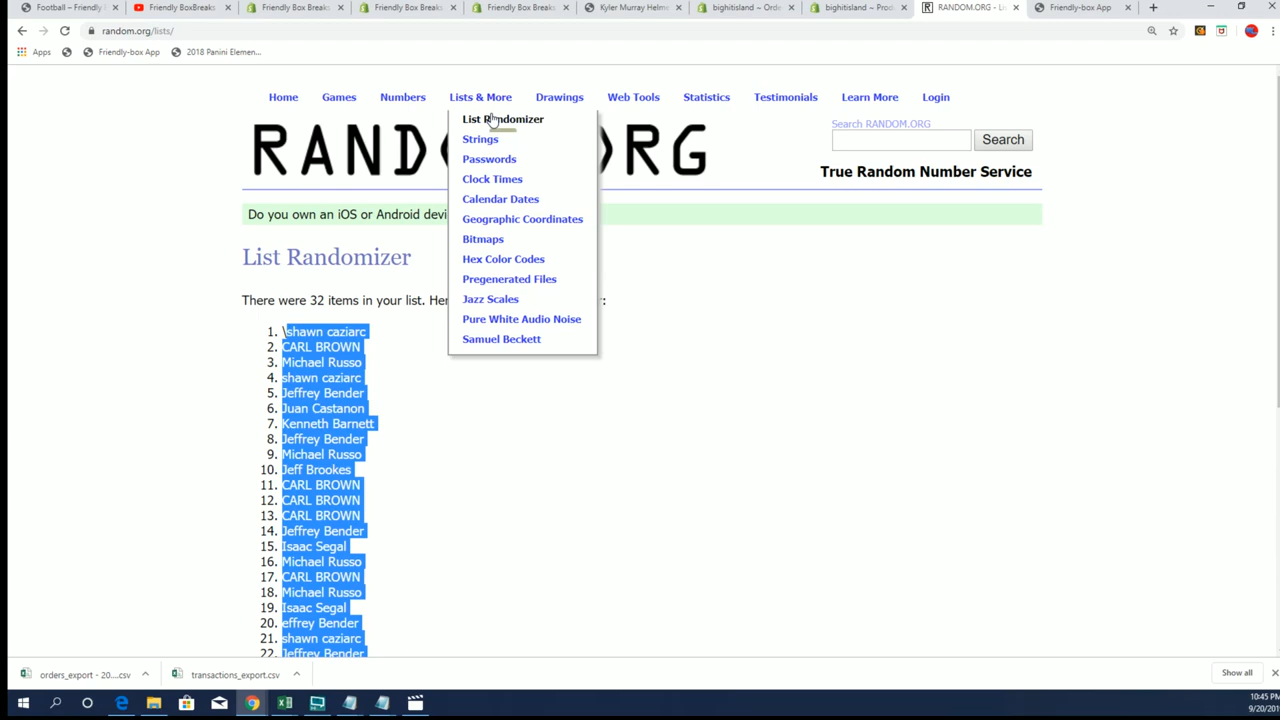 Football – Friendly
Friendly BoxBreaks
Friendly Box Breaks
Friendly Box Breaks
Friendly Box Breaks
Kyler Murray Helme
bighitisland ~ Orde
bighitisland ~ Prod
RANDOM.ORG - Li
Friendly-box App
random.org/lists/
Apps
Friendly-box App
2018 Panini Elemen...
Home Games Numbers Lists & More Drawings Web Tools Statistics Testimonials Learn More Login
List Randomizer
Strings
Passwords
Clock Times
Calendar Dates
Geographic Coordinates
Bitmaps
Hex Color Codes
Pregenerated Files
Jazz Scales
Pure White Audio Noise
Samuel Beckett
RAND RG
Search RANDOM.ORG
Search
True Random Number Service
Do you own an iOS or Android devi
List Randomizer
There were 32 items in your list. Her r:
1. \shawn caziarc
2. CARL BROWN
3. Michael Russo
4. shawn caziarc
5. Jeffrey Bender
6. Juan Castanon
7. Kenneth Barnett
8. Jeffrey Bender
9. Michael Russo
10. Jeff Brookes
11. CARL BROWN
12. CARL BROWN
13. CARL BROWN
14. Jeffrey Bender
15. Isaac Segal
16. Michael Russo
17. CARL BROWN
18. Michael Russo
19. Isaac Segal
20. effrey Bender
21. shawn caziarc
22. Jeffrey Bender
orders_export - 20....csv
transactions_export.csv
Show all
10:45 PM
9/20/201